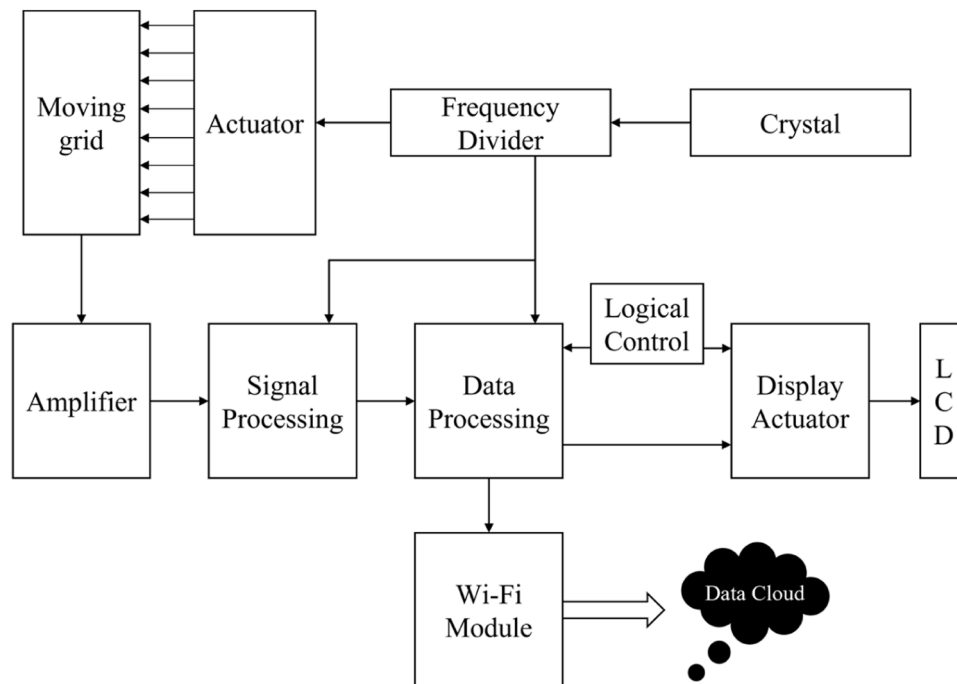 Moving
grid
Actuator
Frequency
Divider
Crystal
Logical
Control
Amplifier
Signal
Processing
Data
Processing
Display
Actuator
L
C
D
Wi-Fi
Module
Data Cloud